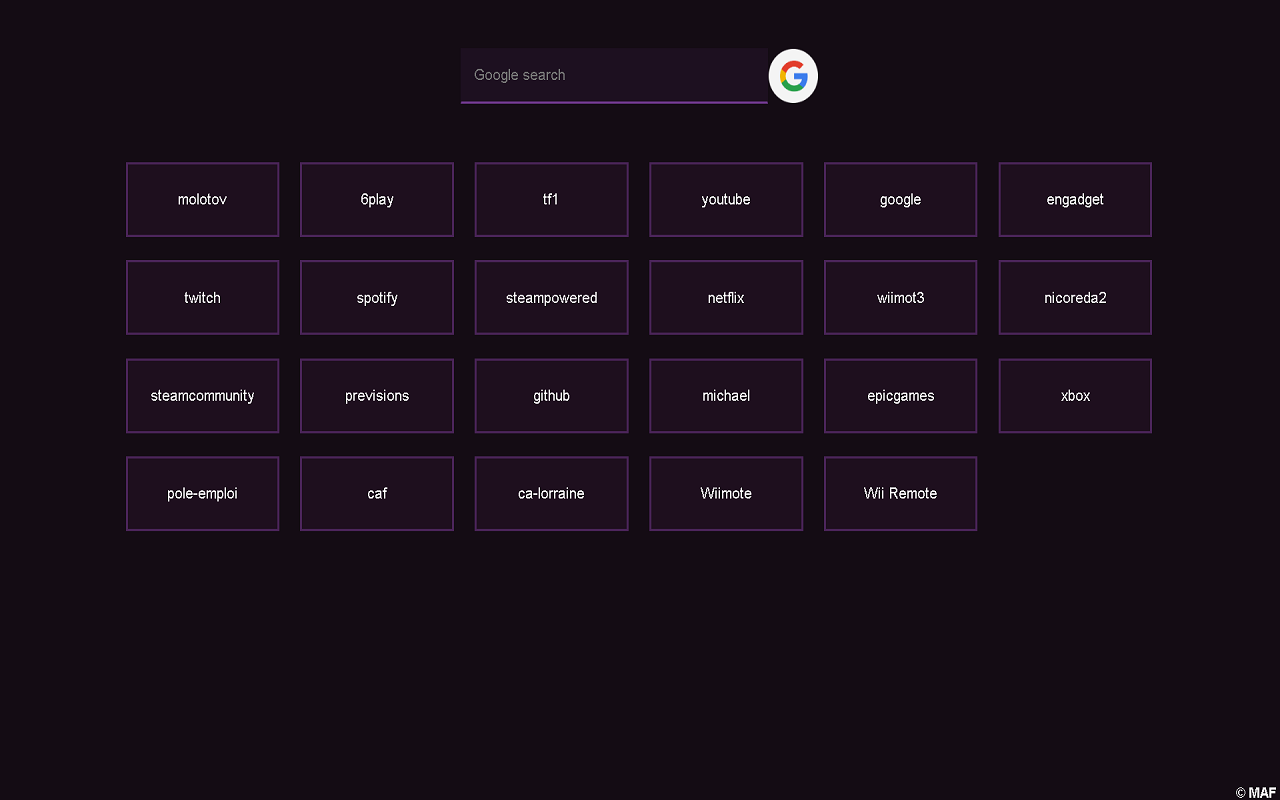 Google search
molotov
6play
tf1
youtube
google
engadget
twitch
spotify
steampowered
netflix
wiimot3
nicoreda2
steamcommunity
previsions
github
michael
epicgames
xbox
pole-emploi
caf
ca-lorraine
Wiimote
Wii Remote
© MAF